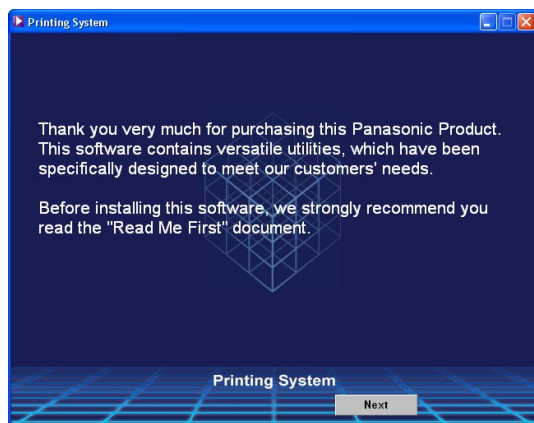 Printing System
Thank you very much for purchasing this Panasonic Product.
This software contains versatile utilities, which have been
specifically designed to meet our customers' needs.
Before installing this software, we strongly recommend you
read the "Read Me First" document.
Printing System
Next